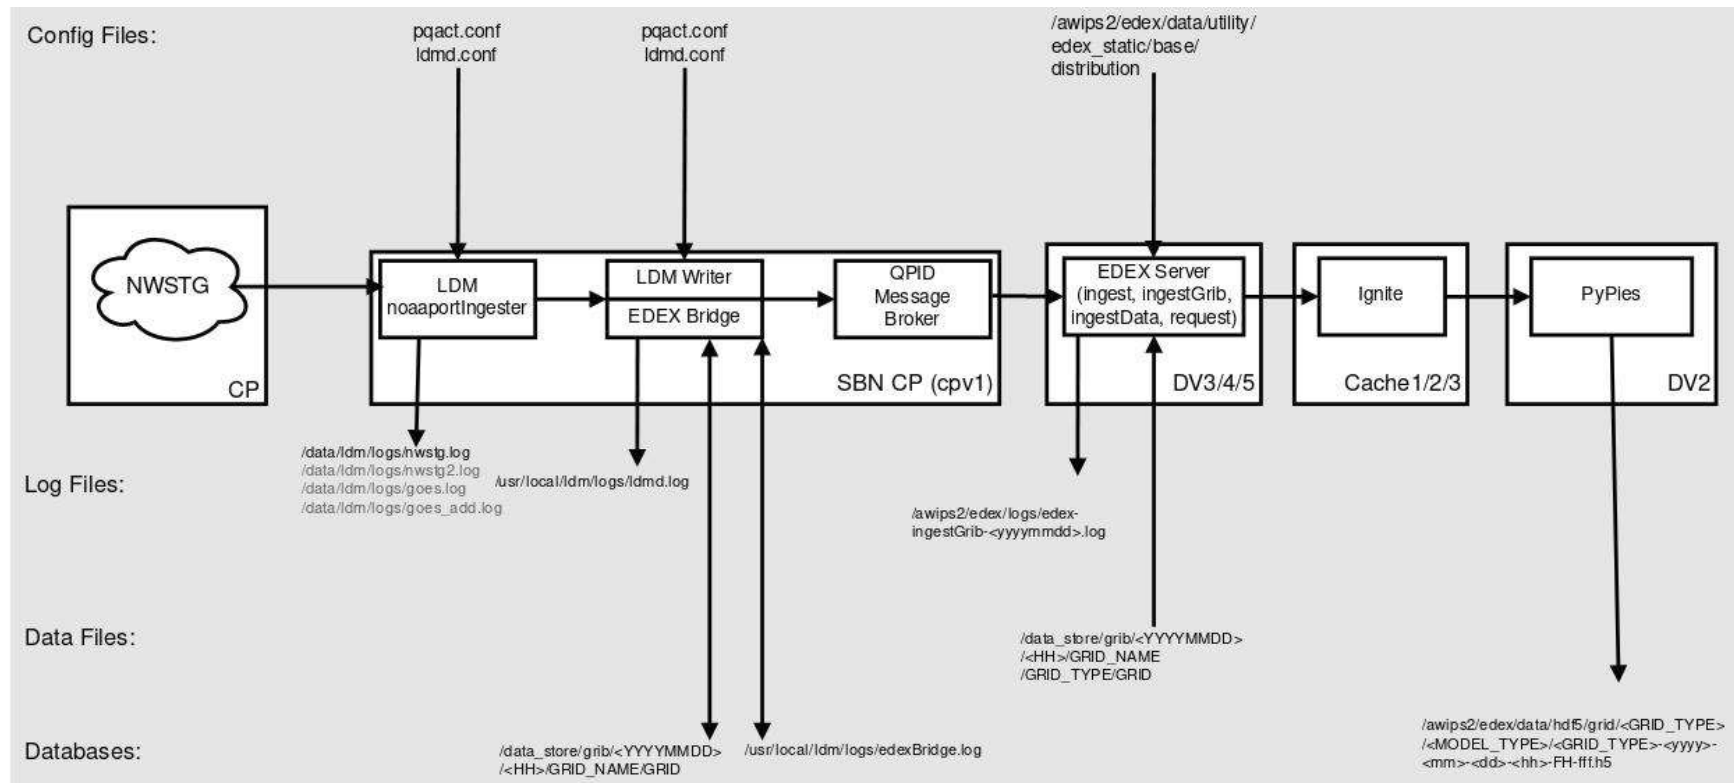 Config Files:
pqact.conf
ldmd.conf
pqact.conf
ldmd.conf
/awips2/edex/data/utility/
edex_static/base/
distribution
NWSTG
CP
LDM
noaaportIngester
LDM Writer
EDEX Bridge
QPID
Message
Broker
SBN CP (cpv1)
EDEX Server
(ingest, ingestGrib,
ingestData, request)
DV3/4/5
Ignite
Cache1/2/3
PyPies
DV2
Log Files:
/data/ldm/logs/nwstg.log
/data/ldm/logs/nwstg2.log
/data/ldm/logs/goes.log
/data/ldm/logs/goes_add.log
/usr/local/ldm/logs/ldmd.log
/awips2/edex/logs/edex-
ingestGrib-<yyyymmdd>.log
Data Files:
/data_store/grib/<YYYYMMDD>
/<HH>/GRID_NAME
/GRID_TYPE/GRID
Databases:
/data_store/grib/<YYYYMMDD>
/<HH>/GRID_NAME/GRID
/usr/local/ldm/logs/edexBridge.log
/awips2/edex/data/hdf5/grid/<GRID_TYPE>
/<MODEL_TYPE>/<GRID_TYPE>-<yyyy>-
<mm>-<dd>-<hh>-FH-fff.h5